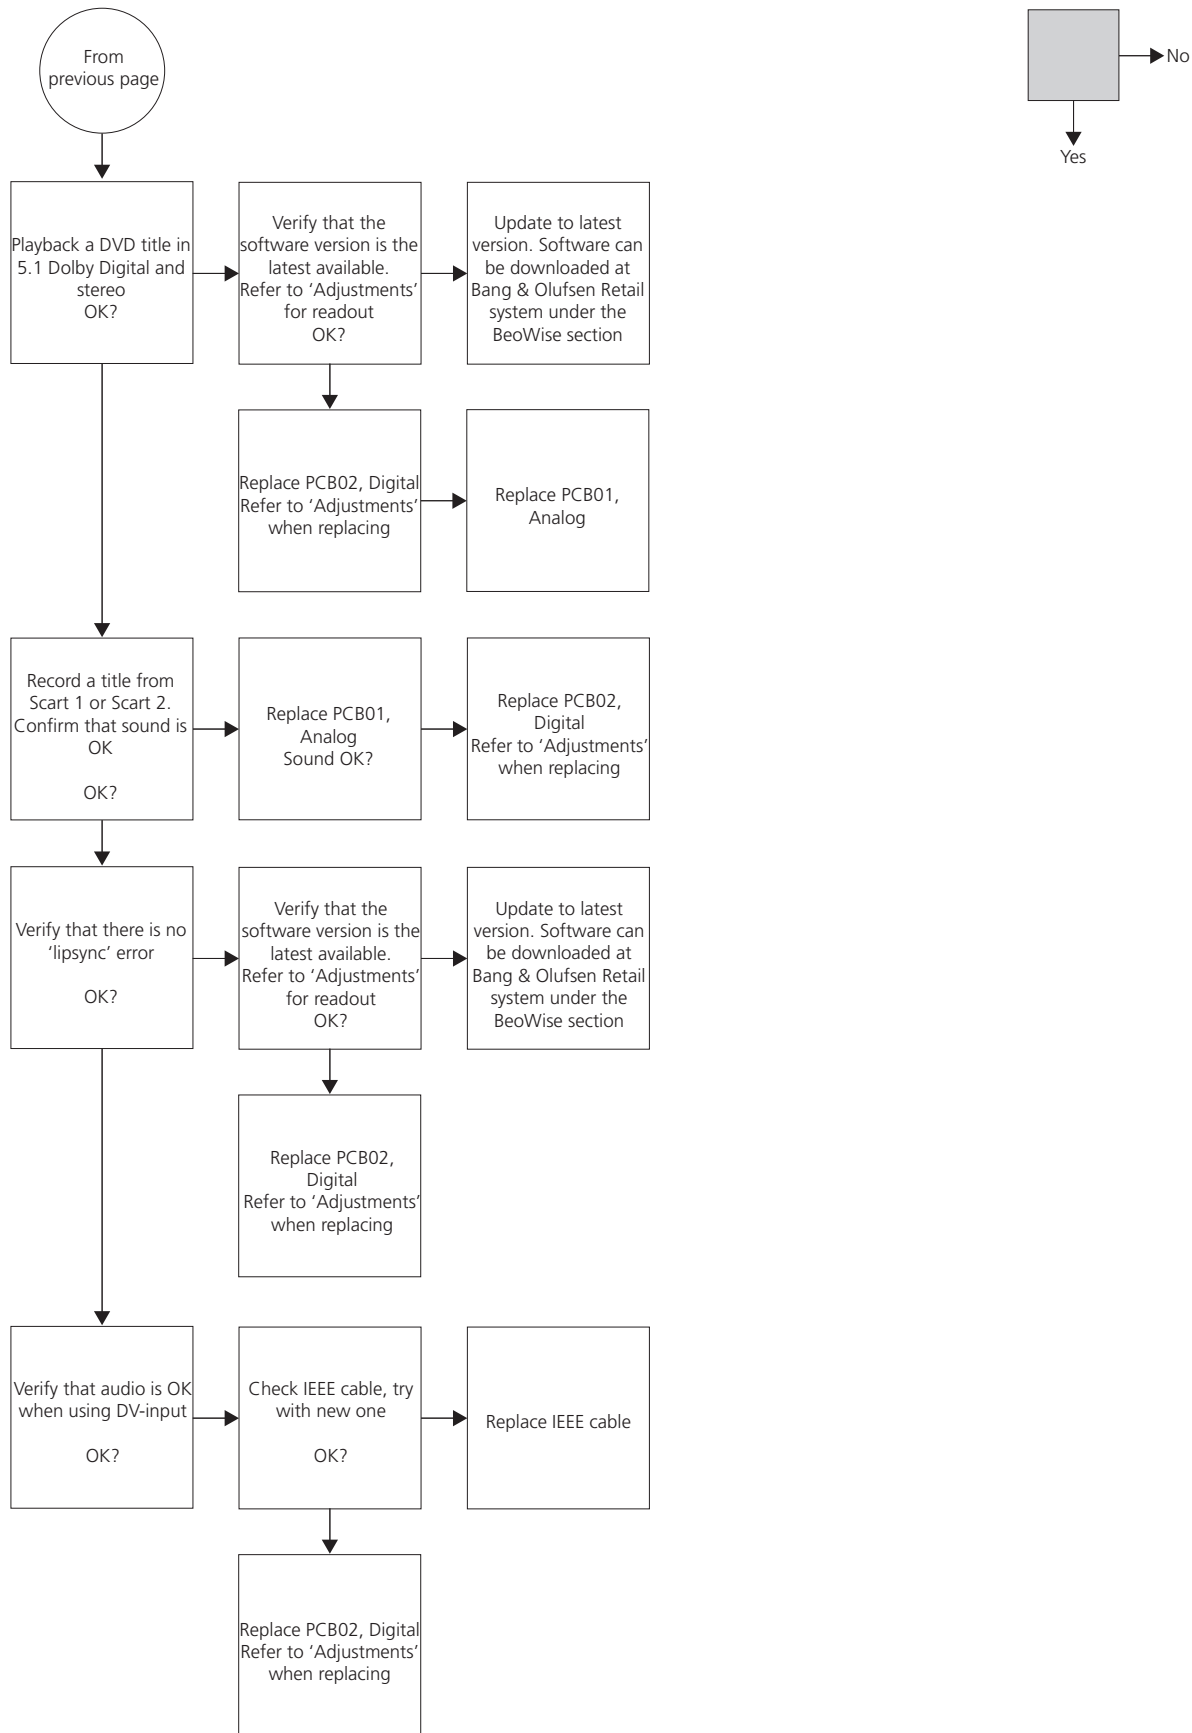 From
previous page
No
Yes
Playback a DVD title in
5.1 Dolby Digital and
stereo
OK?
Verify that the
software version is the
latest available.
Refer to ‘Adjustments’
for readout
OK?
Update to latest
version. Software can
be downloaded at
Bang & Olufsen Retail
system under the
BeoWise section
Replace PCB02, Digital
Refer to ‘Adjustments’
when replacing
Replace PCB01,
Analog
Record a title from
Scart 1 or Scart 2.
Confirm that sound is
OK
OK?
Replace PCB01,
Analog
Sound OK?
Replace PCB02,
Digital
Refer to ‘Adjustments’
when replacing
Verify that there is no
‘lipsync’ error
OK?
Verify that the
software version is the
latest available.
Refer to ‘Adjustments’
for readout
OK?
Update to latest
version. Software can
be downloaded at
Bang & Olufsen Retail
system under the
BeoWise section
Replace PCB02,
Digital
Refer to ‘Adjustments’
when replacing
Verify that audio is OK
when using DV-input
OK?
Check IEEE cable, try
with new one
OK?
Replace IEEE cable
Replace PCB02, Digital
Refer to ‘Adjustments’
when replacing